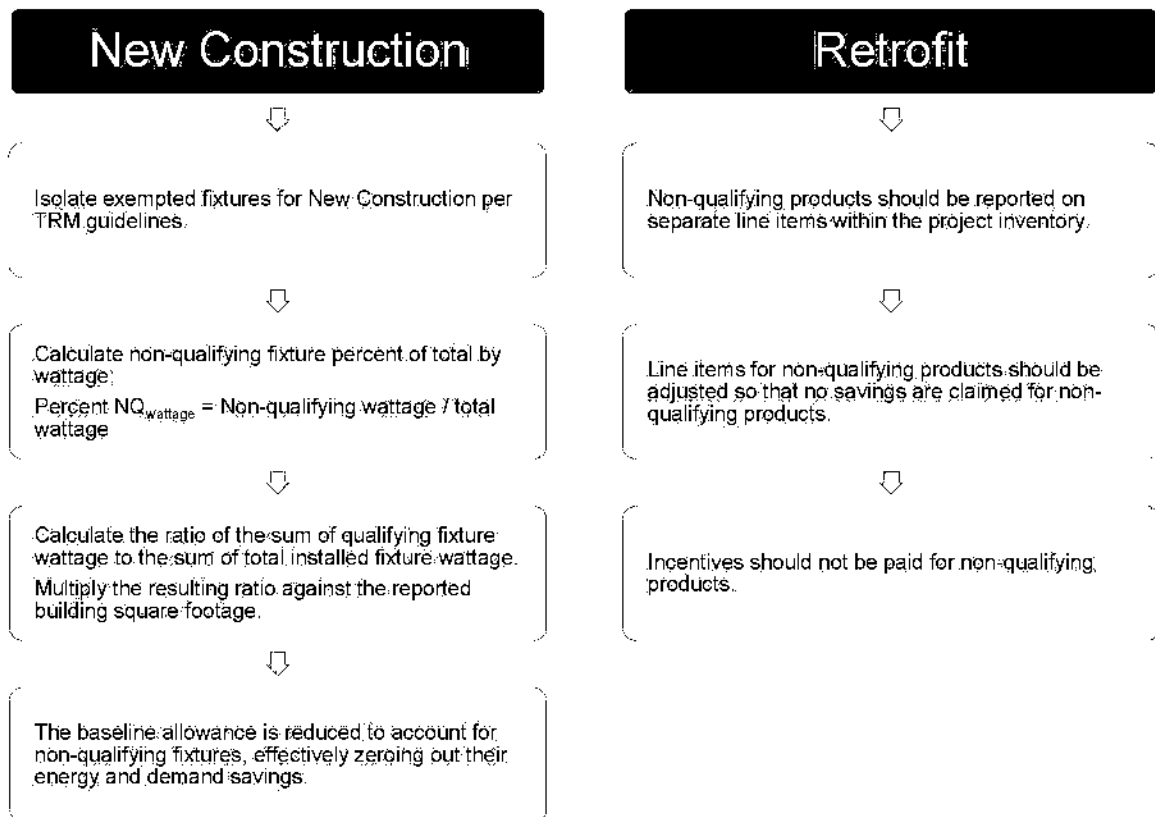 New Construction
Isolate exempted fixtures for New Construction per
TRM guidelines.
Calculate non-qualifying fixture percent of total by
wattage;
Percent NQwattage = Non-qualifying wattage / total
wattage
Calculate the ratio of the sum of qualifying fixture
wattage to the sum of total installed fixture wattage.
Multiply the resulting ratio against the reported
building square footage.
The baseline allowance is reduced to account for
non-qualifying fixtures, effectively zeroing out their
energy and demand savings.
Retrofit
Non-qualifying products should be reported on
separate line items within the project inventory.
Line items for non-qualifying products should be
adjusted so that no savings are claimed for non-
qualifying products.
Incentives should not be paid for non-qualifying
products.